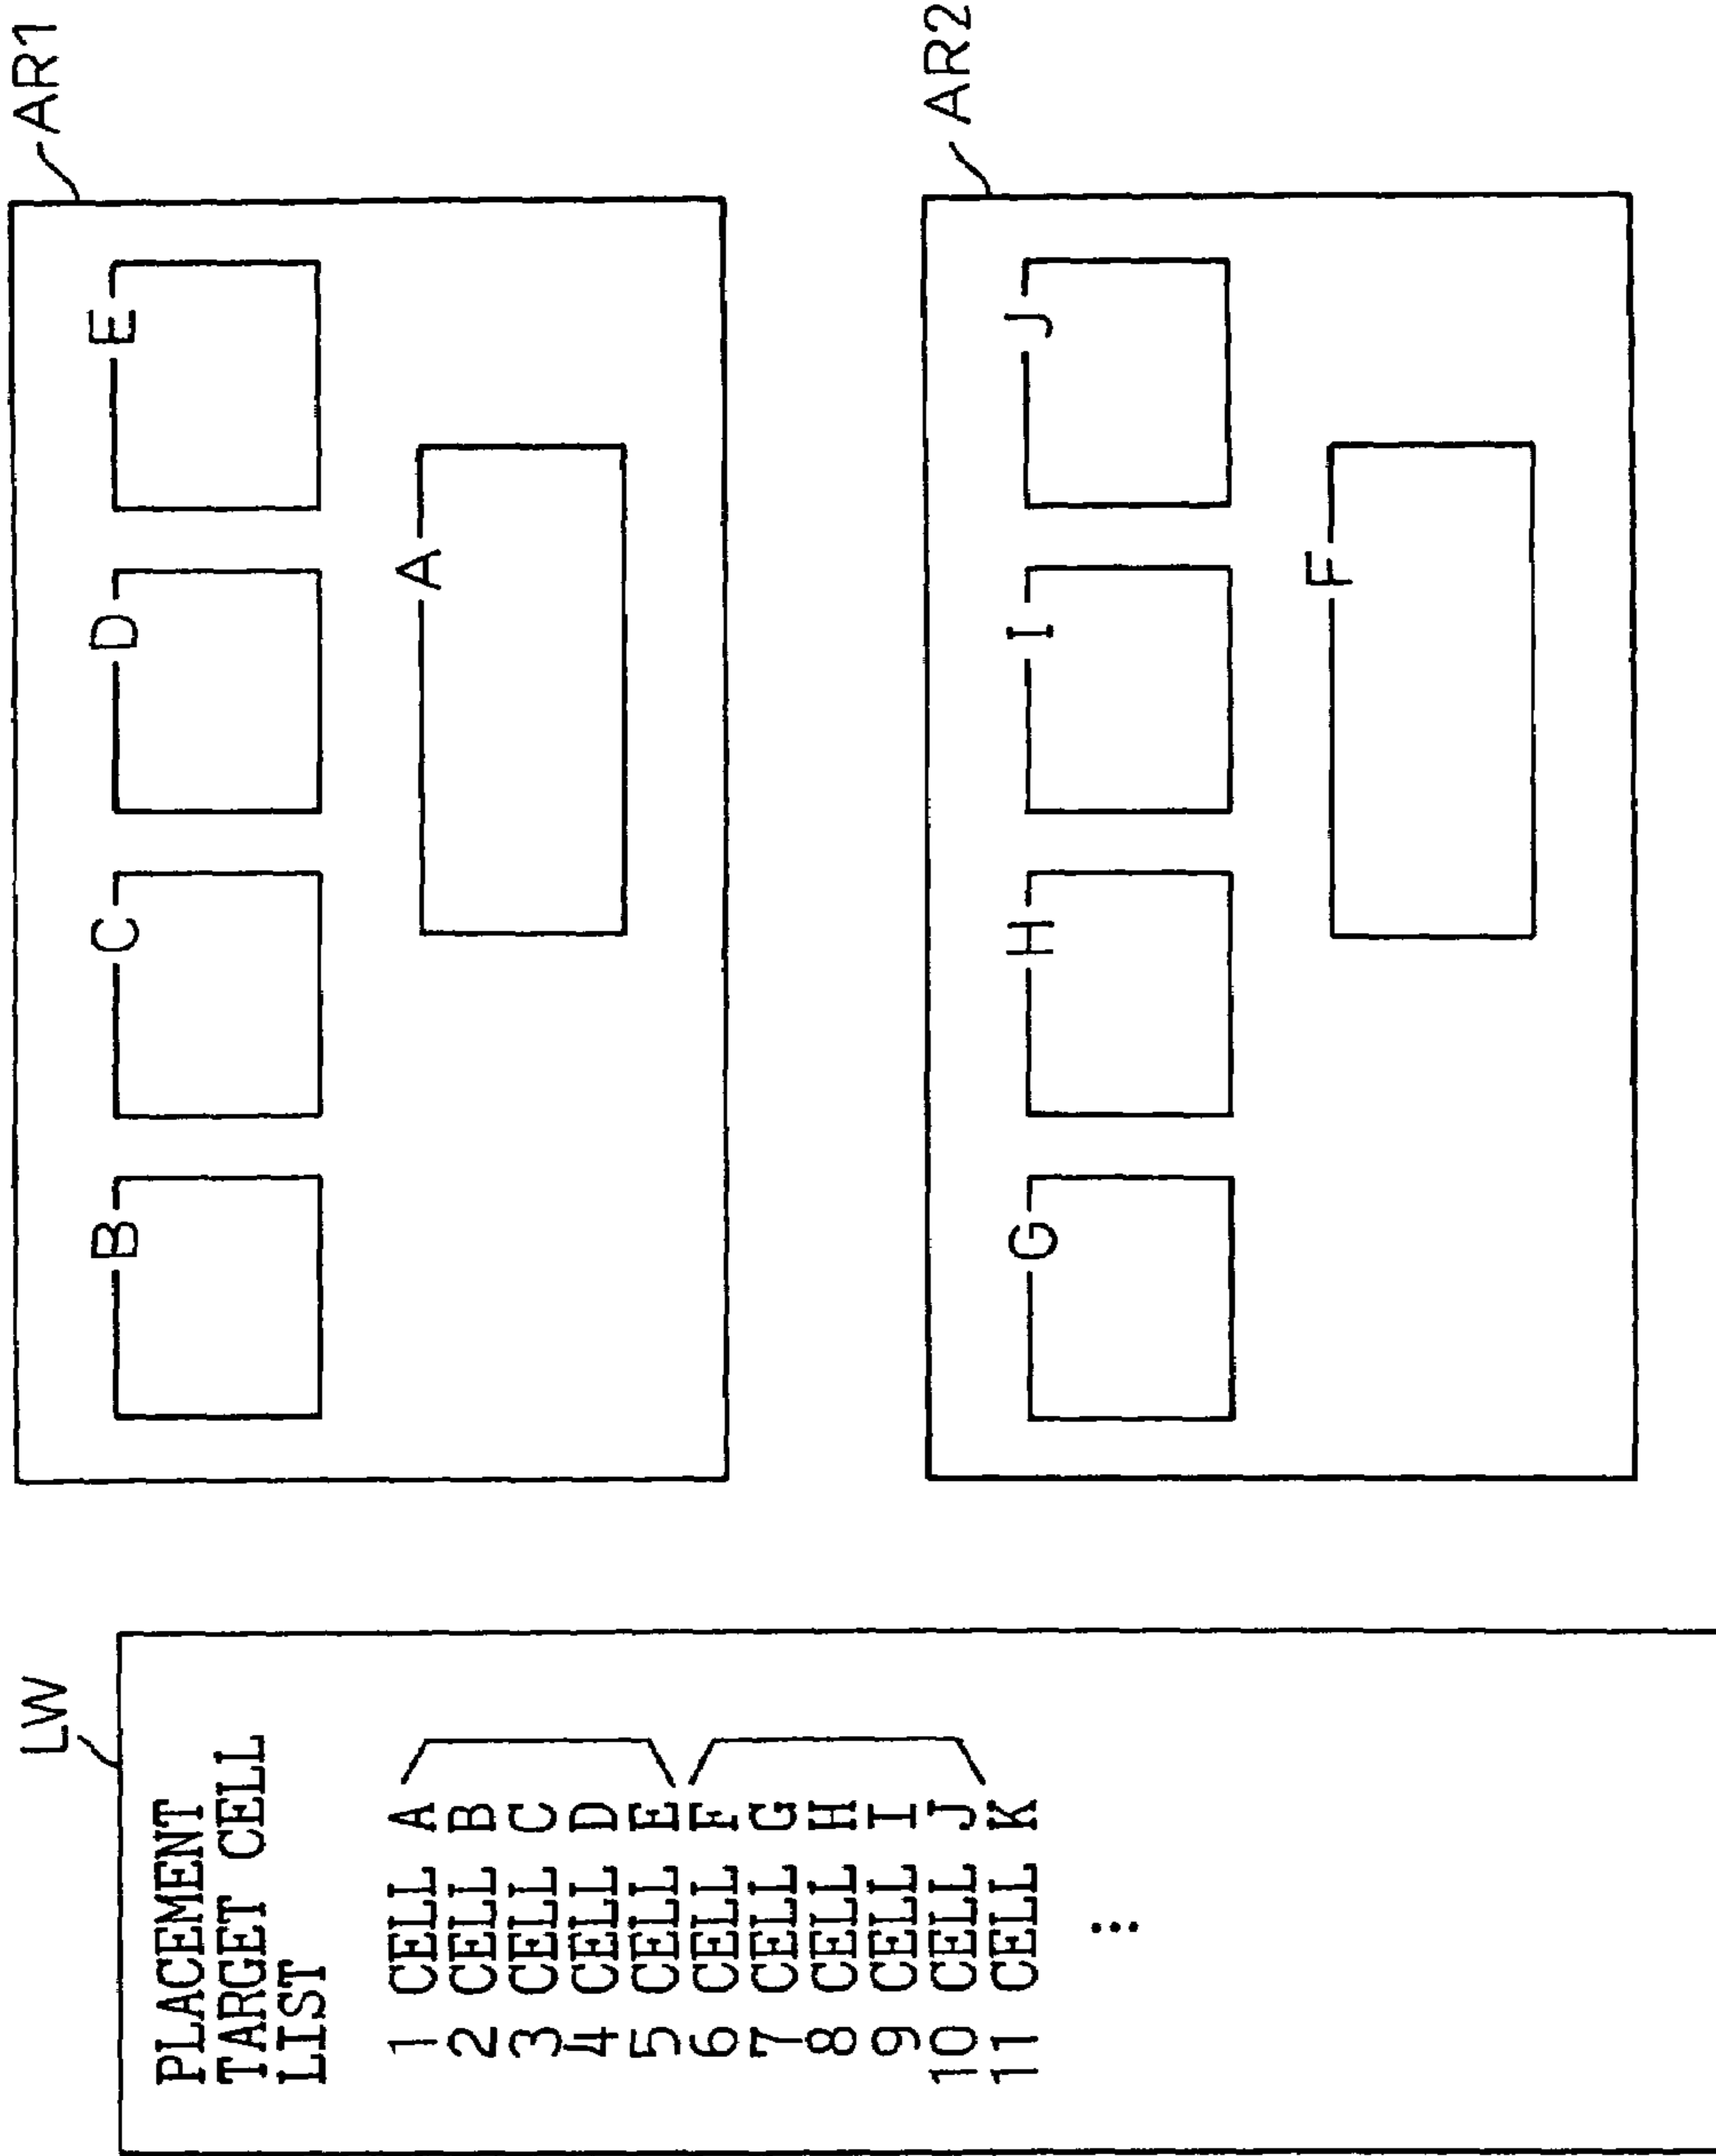 LW
PLACEMENT
TARGET CELL
LIST
1 CELL A
2 CELL B
3 CELL C
4 CELL D
5 CELL E
6 CELL F
7 CELL G
8 CELL H
9 CELL I
10 CELL J
11 CELL K
⋮
AR1
B
C
D
E
A
AR2
G
H
I
J
F